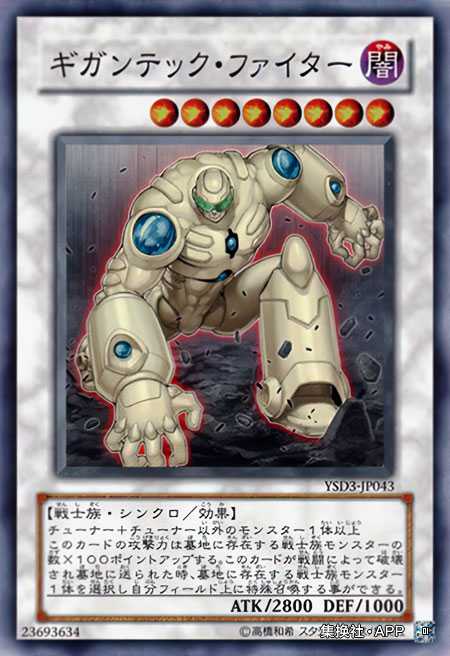 ギガンテック・ファイター
闇
YSD3-JP043
【戦士族・シンクロ/効果】
チューナー+チューナー以外のモンスター1体以上
このカードの攻撃力は墓地に存在する戦士族モンスターの
数×100ポイントアップする。このカードが戦闘によって破壊
され墓地に送られた時、墓地に存在する戦士族モンスター
1体を選択し自分フィールド上に特殊召喚する事ができる。
ATK/2800 DEF/1000
23693634
©高橋和希 スタ
集換社・APP